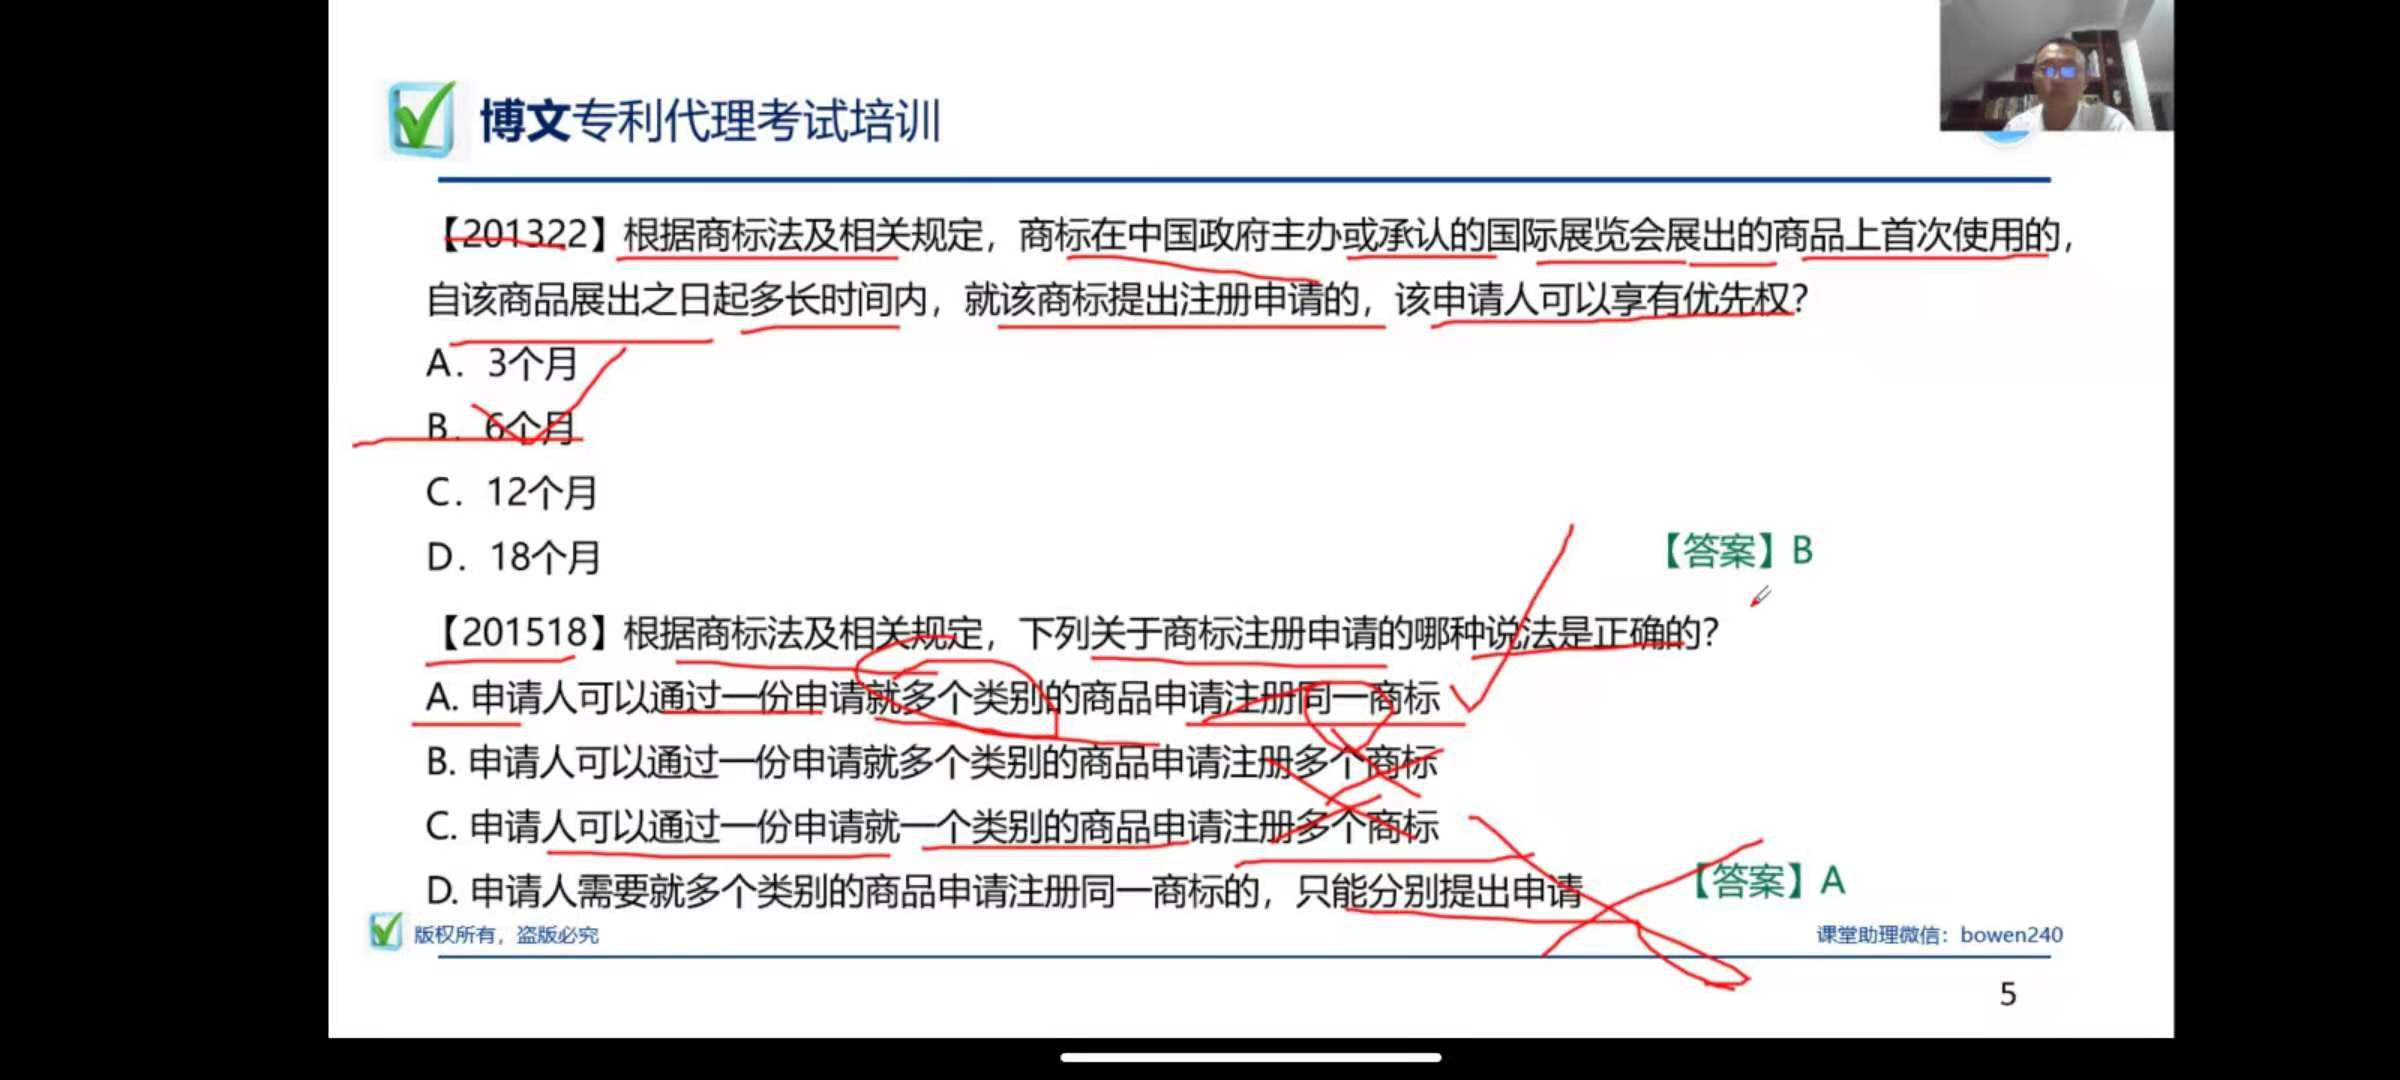 博文专利代理考试培训
【201322】根据商标法及相关规定，商标在中国政府主办或承认的国际展览会展出的商品上首次使用的，
自该商品展出之日起多长时间内，就该商标提出注册申请的，该申请人可以享有优先权？
A．3个月
B．6个月
C．12个月
D．18个月
【答案】B
【201518】根据商标法及相关规定，下列关于商标注册申请的哪种说法是正确的？
A. 申请人可以通过一份申请就多个类别的商品申请注册同一商标
B. 申请人可以通过一份申请就多个类别的商品申请注册多个商标
C. 申请人可以通过一份申请就一个类别的商品申请注册多个商标
D. 申请人需要就多个类别的商品申请注册同一商标的，只能分别提出申请
【答案】A
版权所有，盗版必究
课堂助理微信：bowen240
5